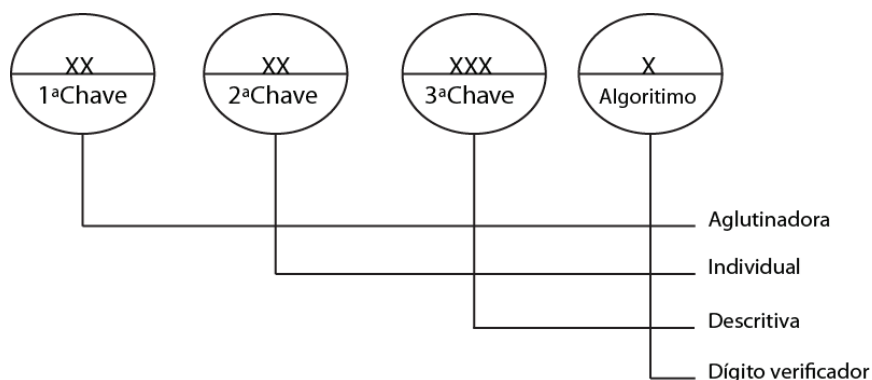 XX XX XXX X
1ªChave 2ªChave 3ªChave Algoritimo
Aglutinadora
Individual
Descritiva
Dígito verificador